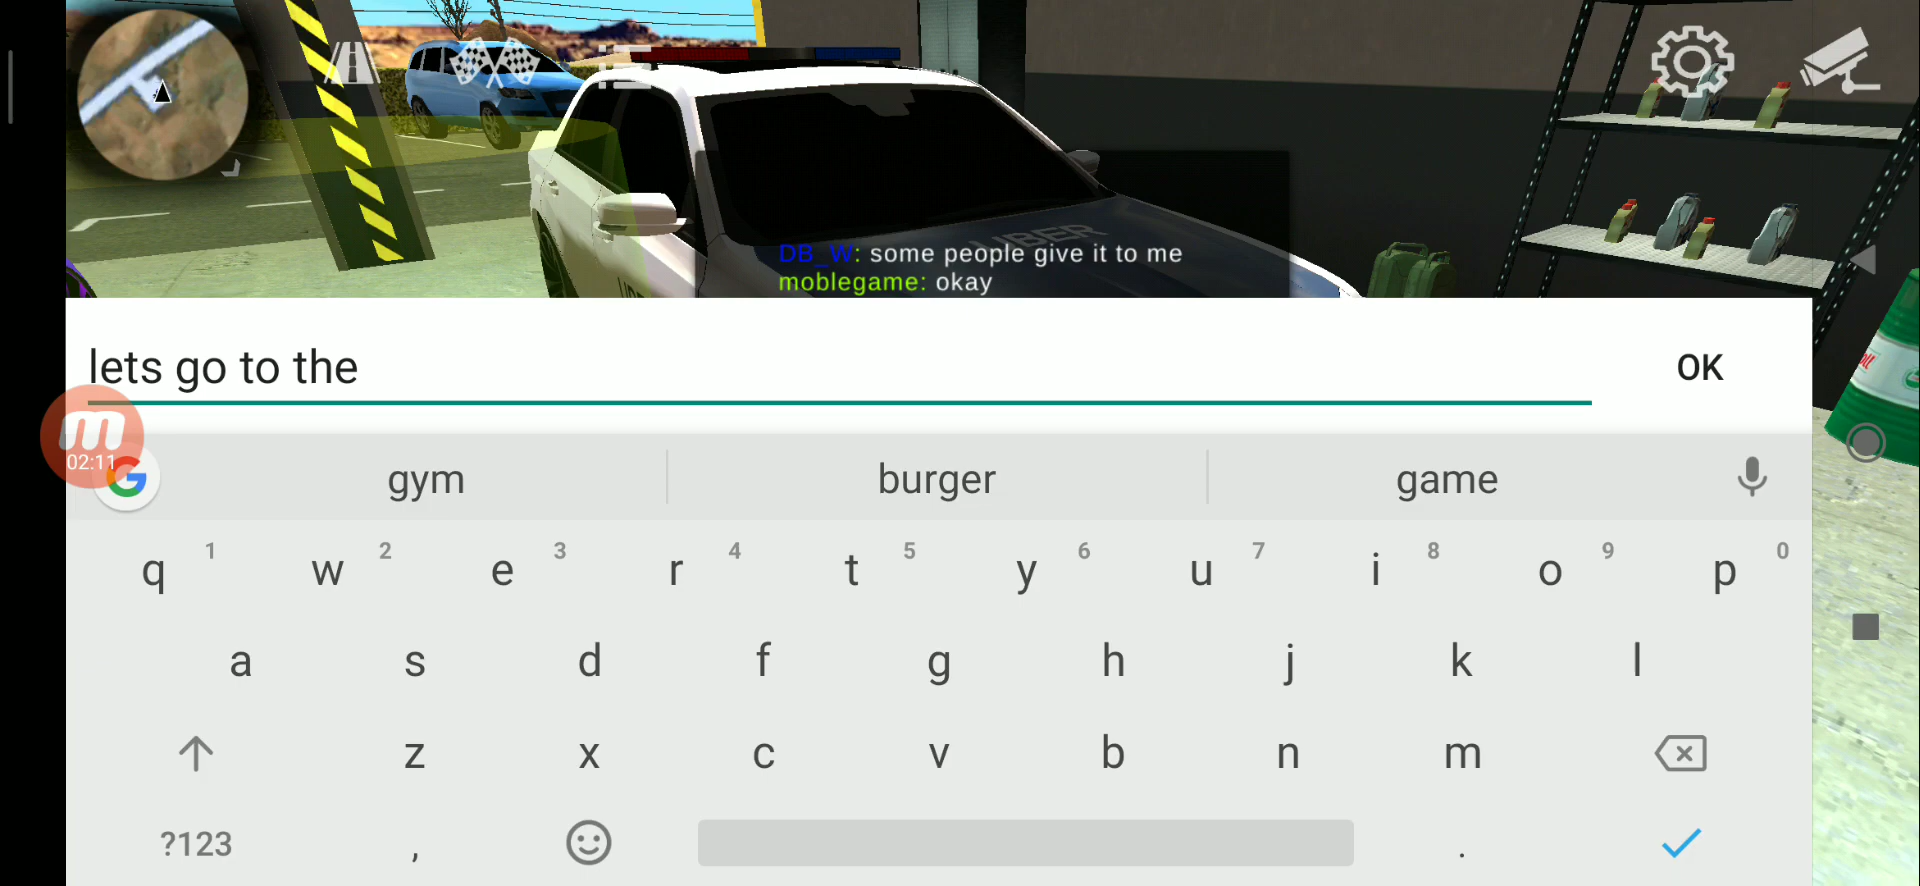 UBER
DB_W: some people give it to me
moblegame: okay
lets go to the
OK
02:11
gym burger game
1 2 3 4 5 6 7 8 9 0
q w e r t y u i o p
a s d f g h j k l
z x c v b n m
?123 , .